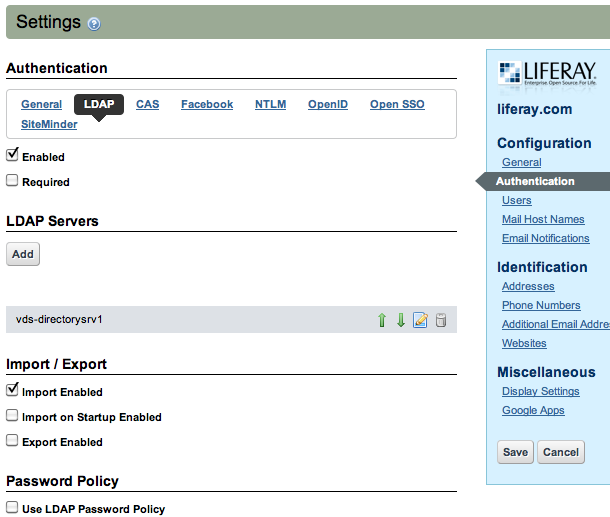 Settings
Authentication
General LDAP CAS Facebook NTLM OpenID Open SSO
SiteMinder
Enabled
Required
LDAP Servers
Add
vds-directorysrv1
Import / Export
Import Enabled
Import on Startup Enabled
Export Enabled
Password Policy
Use LDAP Password Policy
LIFERAY.
Enterprise. Open Source. For Life.
liferay.com
Configuration
General
Authentication
Users
Mail Host Names
Email Notifications
Identification
Addresses
Phone Numbers
Additional Email Addre
Websites
Miscellaneous
Display Settings
Google Apps
Save Cancel